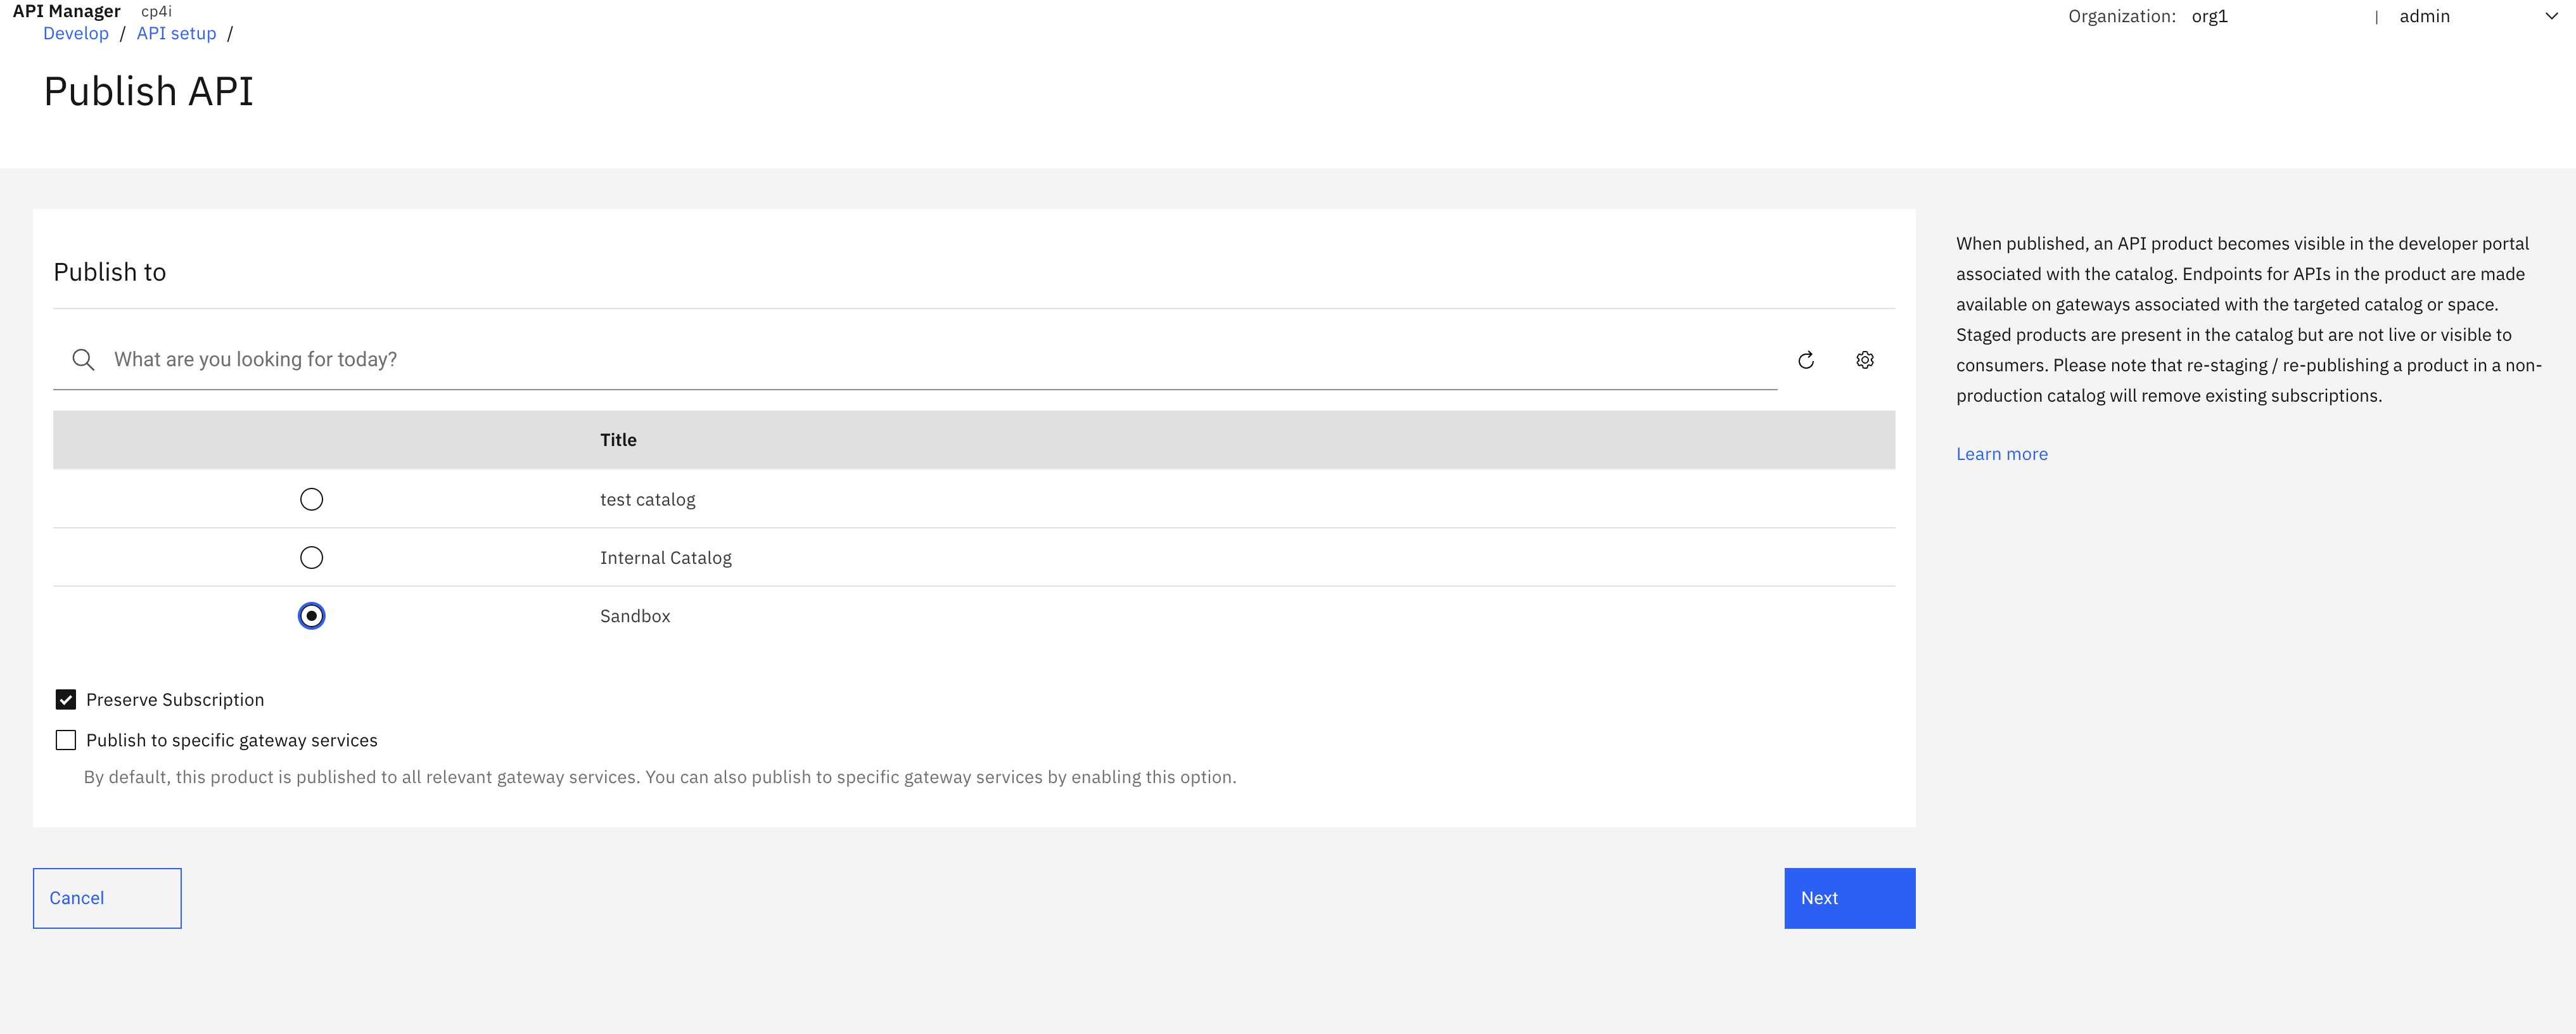 API Manager cp4i
Organization: org1 | admin
Develop / API setup /
Publish API
Publish to
What are you looking for today?
Title
test catalog
Internal Catalog
Sandbox
Preserve Subscription
Publish to specific gateway services
By default, this product is published to all relevant gateway services. You can also publish to specific gateway services by enabling this option.
Cancel
Next
When published, an API product becomes visible in the developer portal
associated with the catalog. Endpoints for APIs in the product are made
available on gateways associated with the targeted catalog or space.
Staged products are present in the catalog but are not live or visible to
consumers. Please note that re-staging / re-publishing a product in a non-
production catalog will remove existing subscriptions.
Learn more